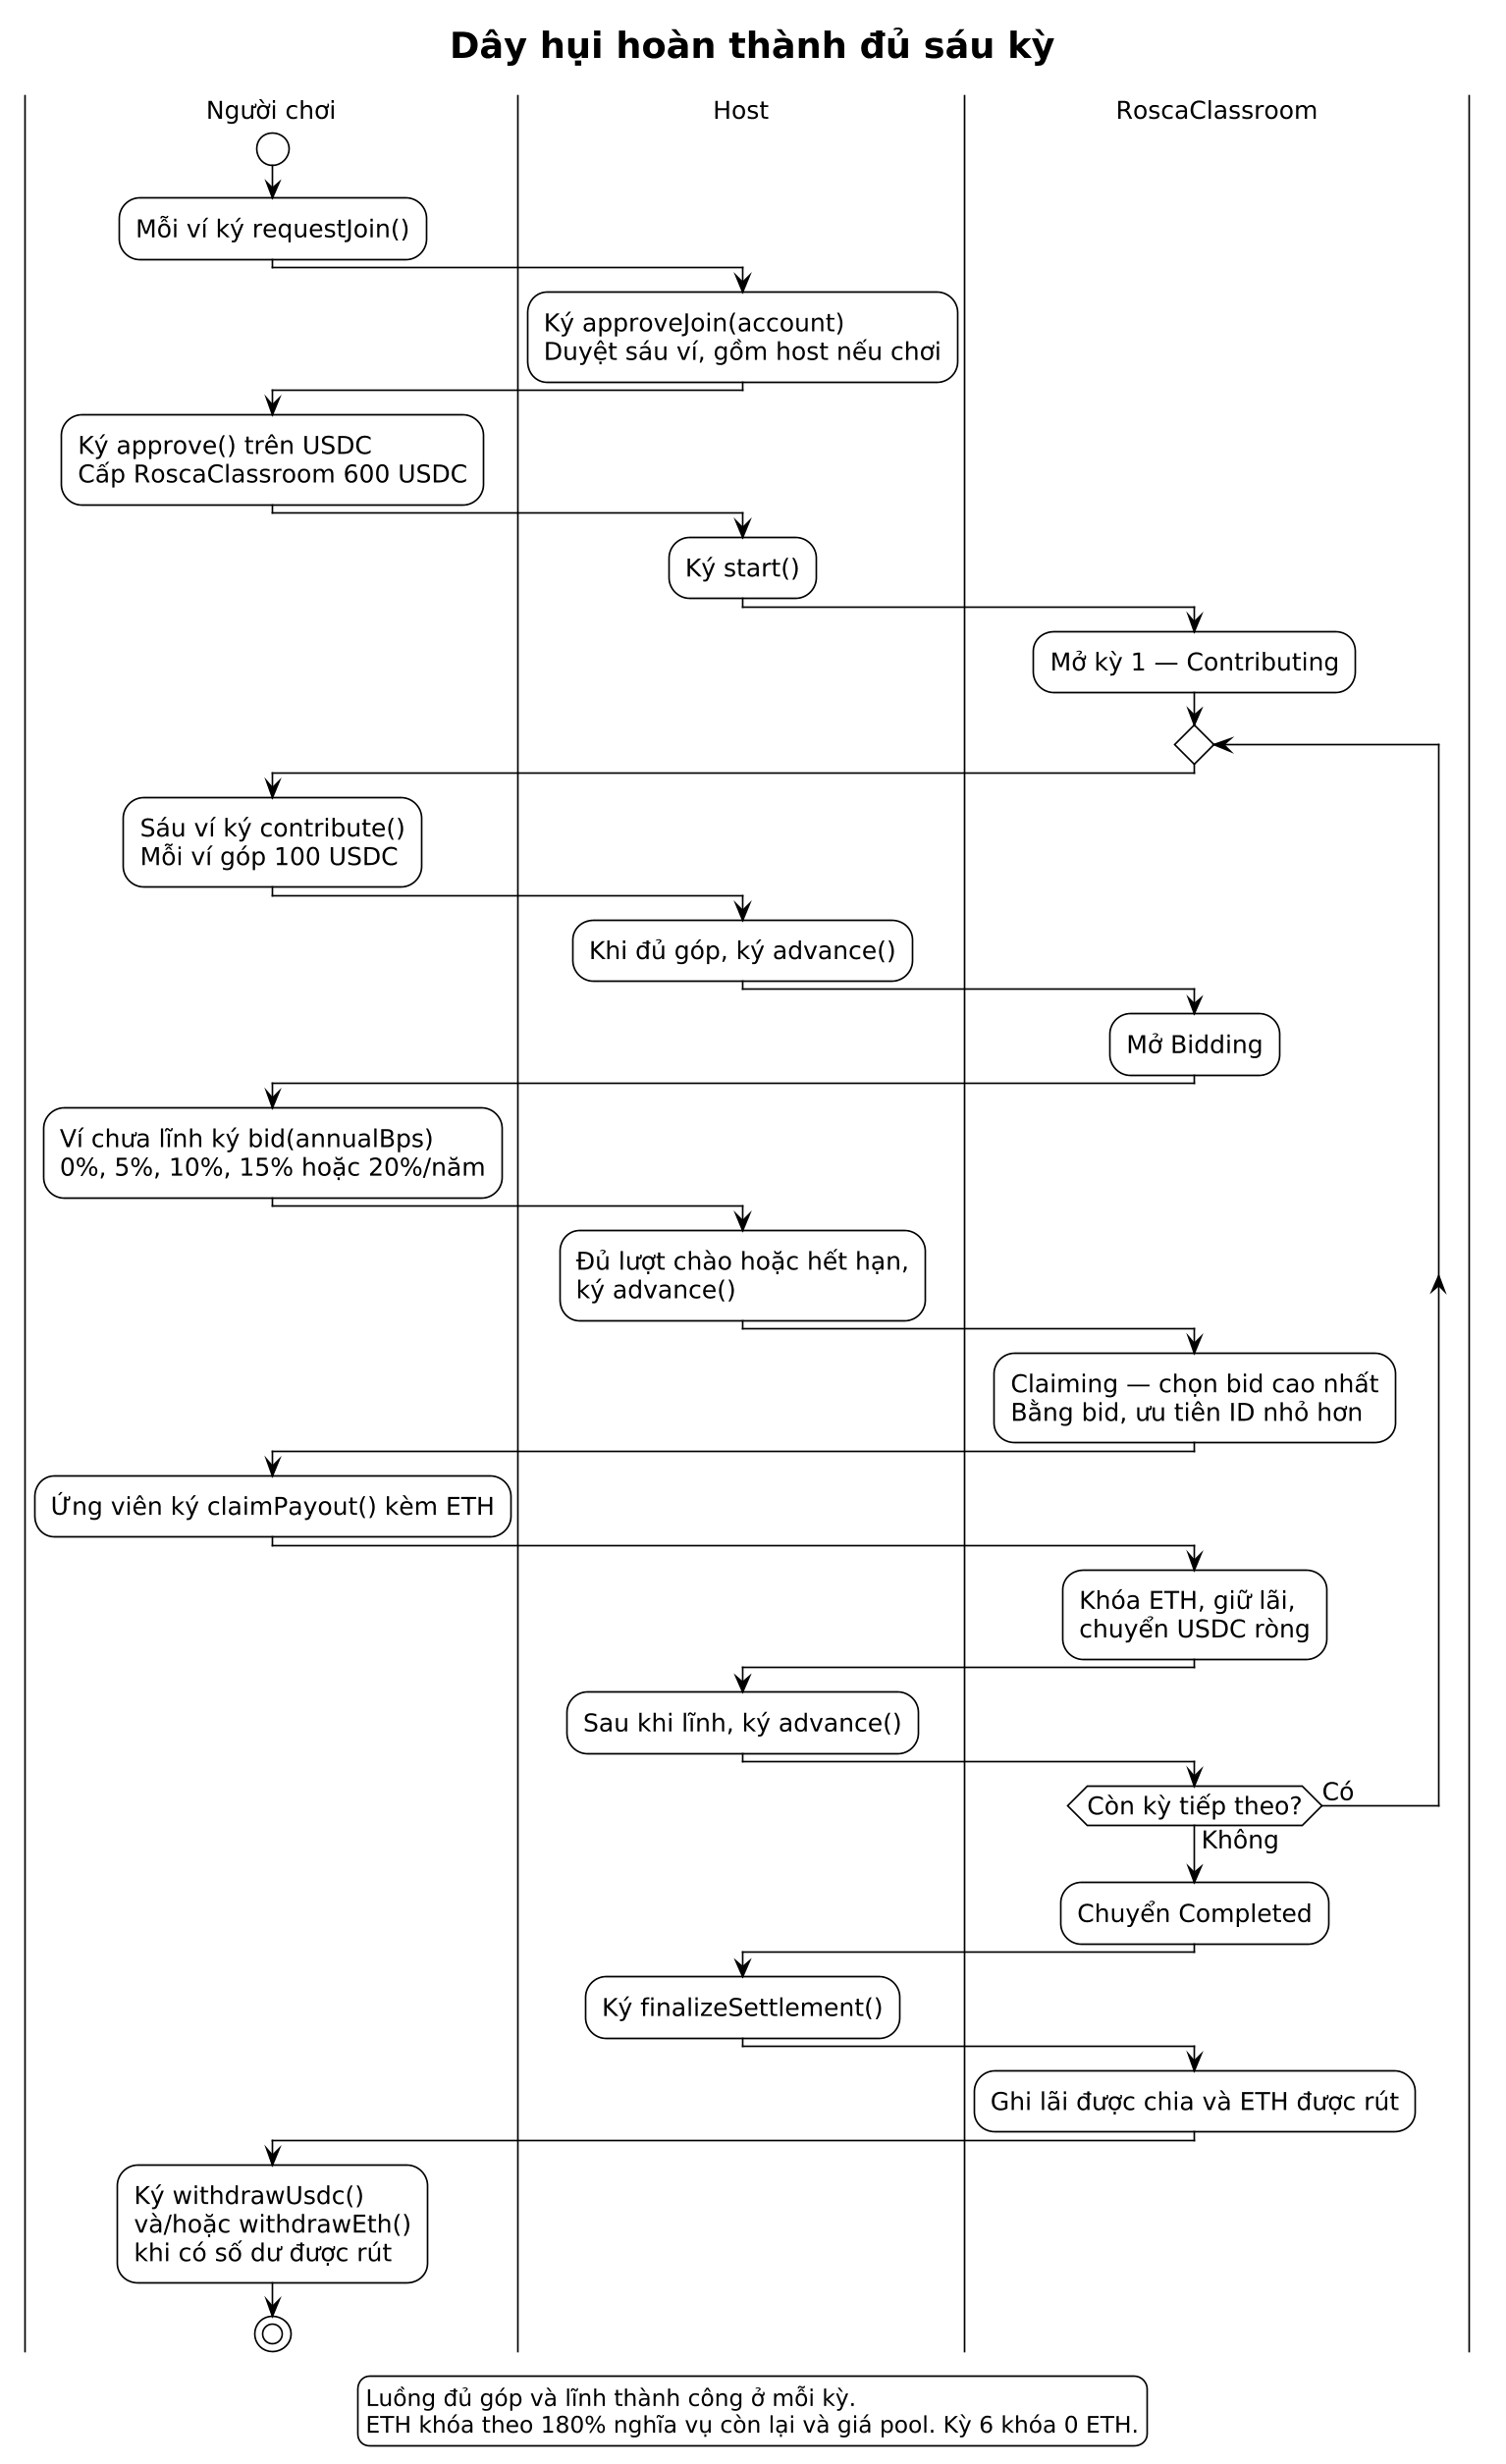 Dây hụi hoàn thành đủ sáu kỳ
Người chơi
Host
RoscaClassroom
Mỗi ví ký requestJoin()
Ký approveJoin(account)
Duyệt sáu ví, gồm host nếu chơi
Ký approve() trên USDC
Cấp RoscaClassroom 600 USDC
Ký start()
Mở kỳ 1 — Contributing
Sáu ví ký contribute()
Mỗi ví góp 100 USDC
Khi đủ góp, ký advance()
Mở Bidding
Ví chưa lĩnh ký bid(annualBps)
0%, 5%, 10%, 15% hoặc 20%/năm
Đủ lượt chào hoặc hết hạn,
ký advance()
Claiming — chọn bid cao nhất
Bằng bid, ưu tiên ID nhỏ hơn
Ứng viên ký claimPayout() kèm ETH
Khóa ETH, giữ lãi,
chuyển USDC ròng
Sau khi lĩnh, ký advance()
Còn kỳ tiếp theo?
Có
Không
Chuyển Completed
Ký finalizeSettlement()
Ghi lãi được chia và ETH được rút
Ký withdrawUsdc()
và/hoặc withdrawEth()
khi có số dư được rút
Luồng đủ góp và lĩnh thành công ở mỗi kỳ.
ETH khóa theo 180% nghĩa vụ còn lại và giá pool. Kỳ 6 khóa 0 ETH.